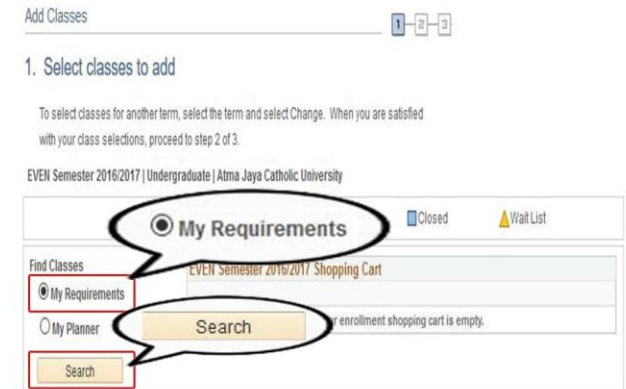 Add Classes
1 2 3
1. Select classes to add
To select classes for another term, select the term and select Change. When you are satisfied
with your class selections, proceed to step 2 of 3.
EVEN Semester 2016/2017 | Undergraduate | Atma Jaya Catholic University
My Requirements
Closed
Wait List
Find Classes
EVEN Semester 2016/2017 Shopping Cart
My Requirements
My Planner
Search
enrollment shopping cart is empty.
Search